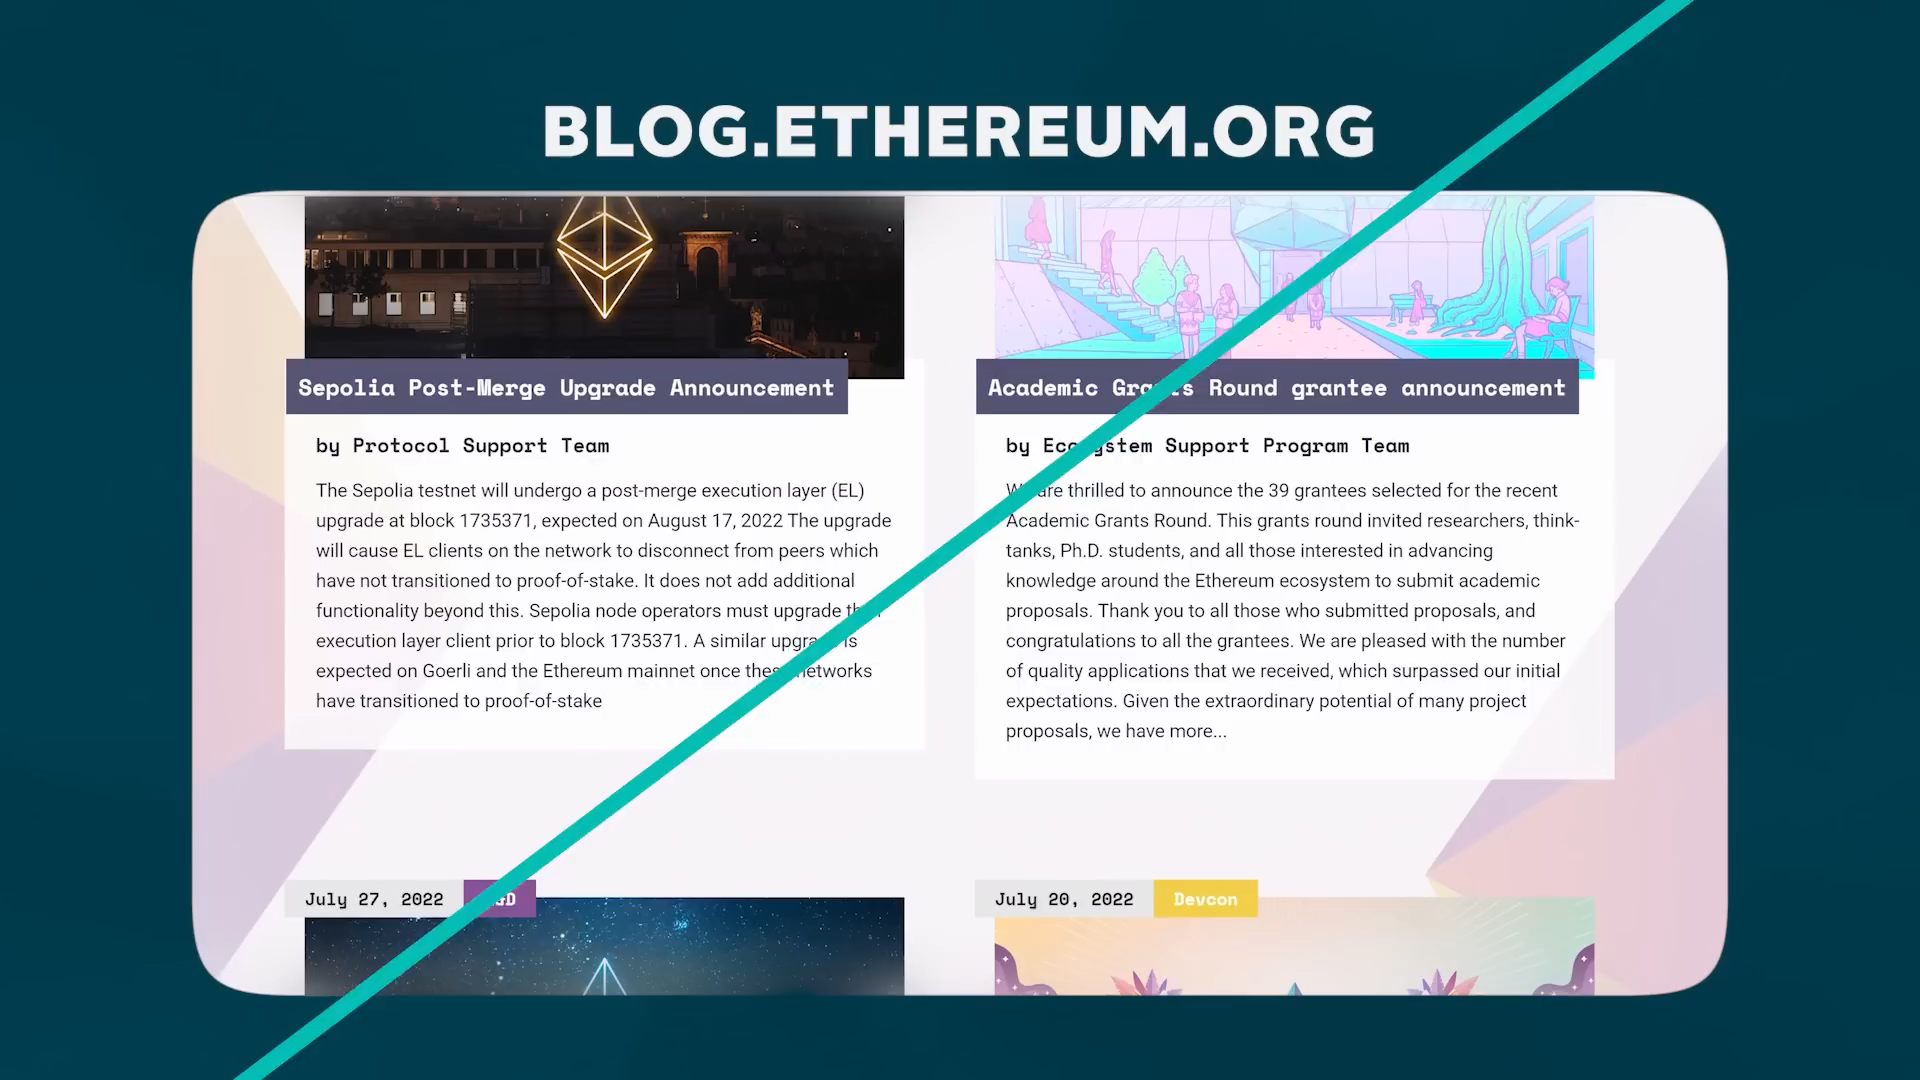 BLOG.ETHEREUM.ORG
Sepolia Post-Merge Upgrade Announcement
by Protocol Support Team
The Sepolia testnet will undergo a post-merge execution layer (EL)
upgrade at block 1735371, expected on August 17, 2022 The upgrade
will cause EL clients on the network to disconnect from peers which
have not transitioned to proof-of-stake. It does not add additional
functionality beyond this. Sepolia node operators must upgrade
execution layer client prior to block 1735371. A similar upgrade is
expected on Goerli and the Ethereum mainnet once these networks
have transitioned to proof-of-stake
Academic Grants Round grantee announcement
by Ecosystem Support Program Team
We are thrilled to announce the 39 grantees selected for the recent
Academic Grants Round. This grants round invited researchers, think-
tanks, Ph.D. students, and all those interested in advancing
knowledge around the Ethereum ecosystem to submit academic
proposals. Thank you to all those who submitted proposals, and
congratulations to all the grantees. We are pleased with the number
of quality applications that we received, which surpassed our initial
expectations. Given the extraordinary potential of many project
proposals, we have more...
July 27, 2022
July 20, 2022 Devcon